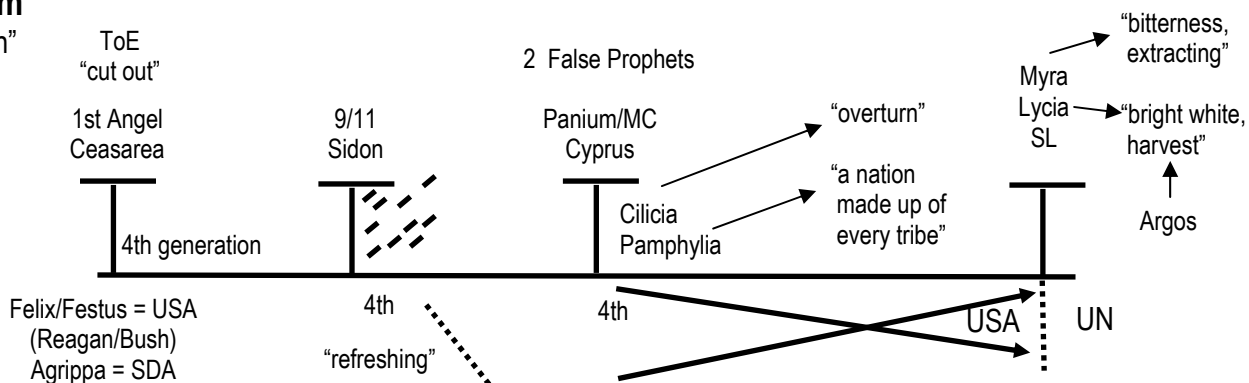 ToE
“cut out”
1st Angel
Ceasarea
4th generation
Felix/Festus = USA
(Reagan/Bush)
Agrippa = SDA
9/11
Sidon
4th
“refreshing”
2 False Prophets
Panium/MC
Cyprus
Cilicia
Pamphylia
4th
“overturn”
“a nation
made up of
every tribe”
Myra
Lycia
SL
“bitterness,
extracting”
“bright white,
harvest”
Argos
USA
UN